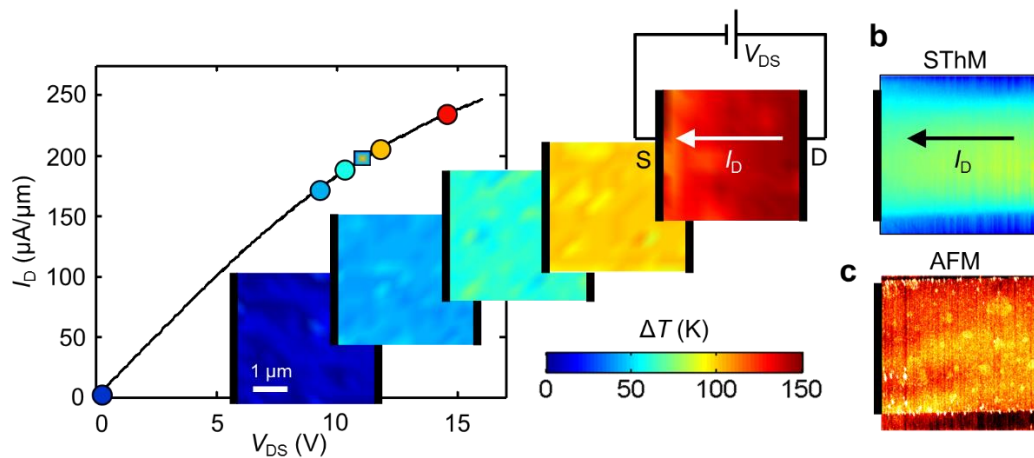 b
SThM
I_D
V_DS
S
D
I_D
250
200
150
100
50
0
I_D (μA/μm)
1 μm
0
5
10
15
V_DS (V)
ΔT (K)
0
50
100
150
c
AFM